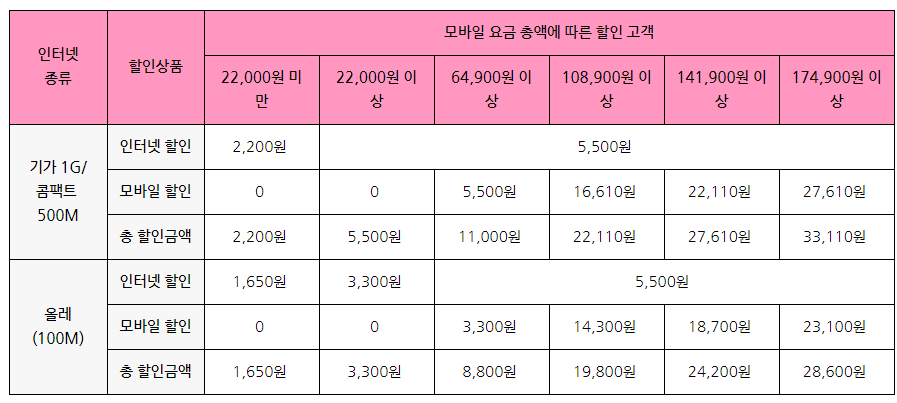 인터넷
종류
할인상품
모바일 요금 총액에 따른 할인 고객
22,000원 미
만
22,000원 이
상
64,900원 이
상
108,900원 이
상
141,900원 이
상
174,900원 이
상
기가 1G/
콤팩트
500M
인터넷 할인
2,200원
5,500원
모바일 할인
0
0
5,500원
16,610원
22,110원
27,610원
총 할인금액
2,200원
5,500원
11,000원
22,110원
27,610원
33,110원
올레
(100M)
인터넷 할인
1,650원
3,300원
5,500원
모바일 할인
0
0
3,300원
14,300원
18,700원
23,100원
총 할인금액
1,650원
3,300원
8,800원
19,800원
24,200원
28,600원